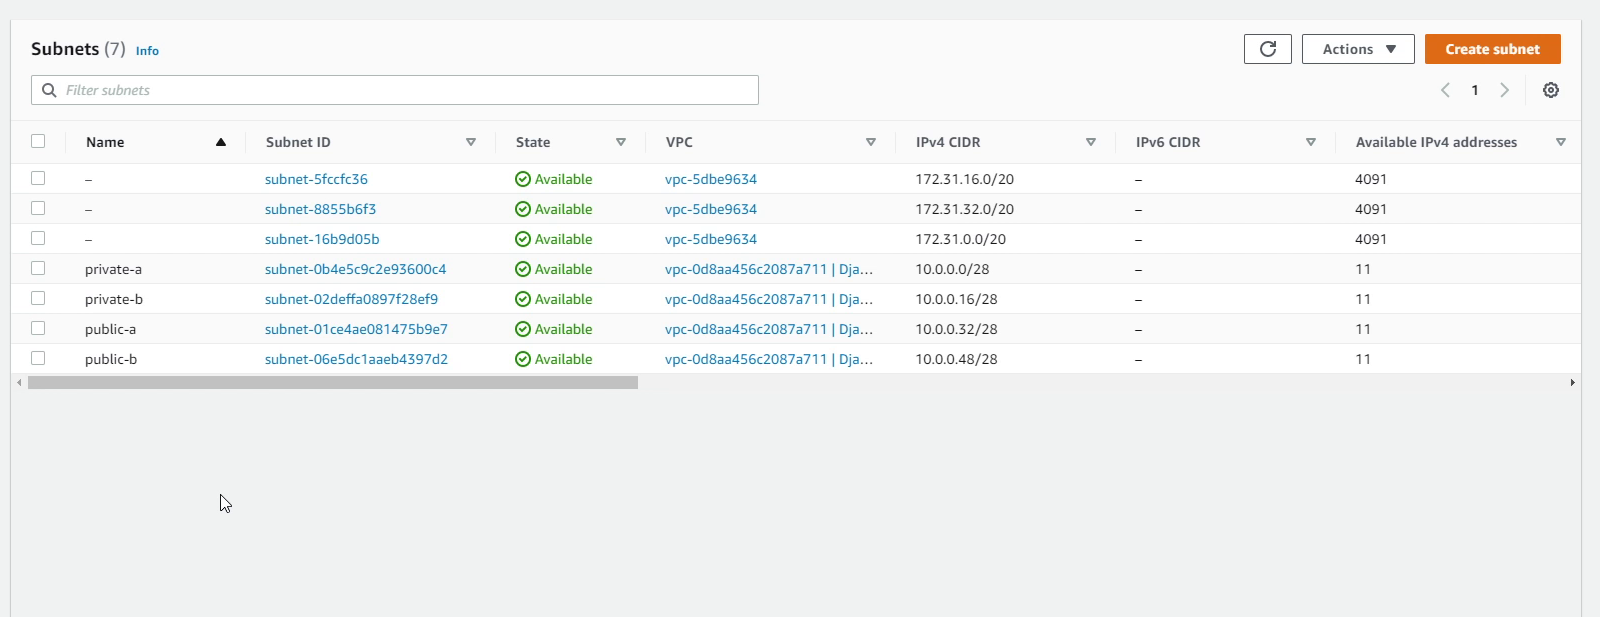 Subnets (7) Info
Actions
Create subnet
Filter subnets
1
Name Subnet ID State VPC IPv4 CIDR IPv6 CIDR Available IPv4 addresses
– subnet-5fccfc36 Available vpc-5dbe9634 172.31.16.0/20 – 4091
– subnet-8855b6f3 Available vpc-5dbe9634 172.31.32.0/20 – 4091
– subnet-16b9d05b Available vpc-5dbe9634 172.31.0.0/20 – 4091
private-a subnet-0b4e5c9c2e93600c4 Available vpc-0d8aa456c2087a711 | Dja… 10.0.0.0/28 – 11
private-b subnet-02deffa0897f28ef9 Available vpc-0d8aa456c2087a711 | Dja… 10.0.0.16/28 – 11
public-a subnet-01ce4ae081475b9e7 Available vpc-0d8aa456c2087a711 | Dja… 10.0.0.32/28 – 11
public-b subnet-06e5dc1aaeb4397d2 Available vpc-0d8aa456c2087a711 | Dja… 10.0.0.48/28 – 11